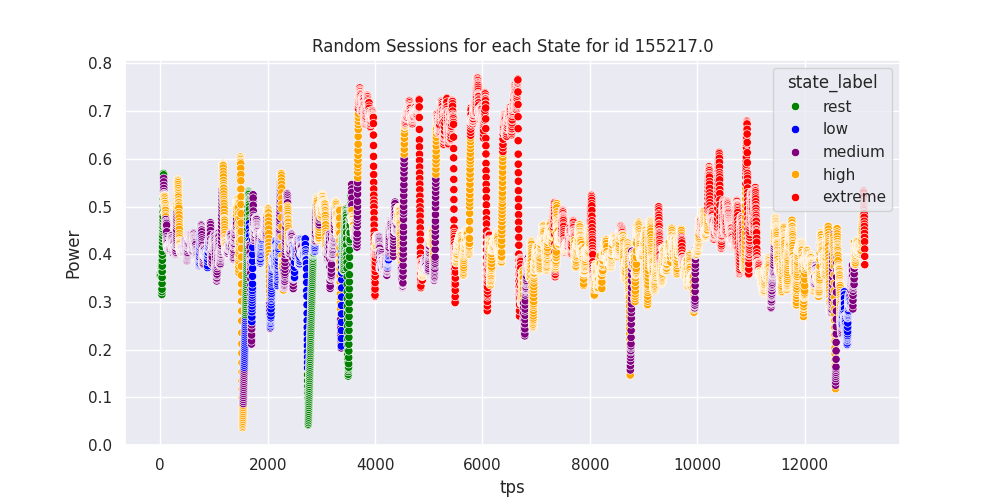 Random Sessions for each State for id 155217.0
Power
0.8
0.7
0.6
0.5
0.4
0.3
0.2
0.1
0.0
state_label
rest
low
medium
high
extreme
0 2000 4000 6000 8000 10000 12000
tps